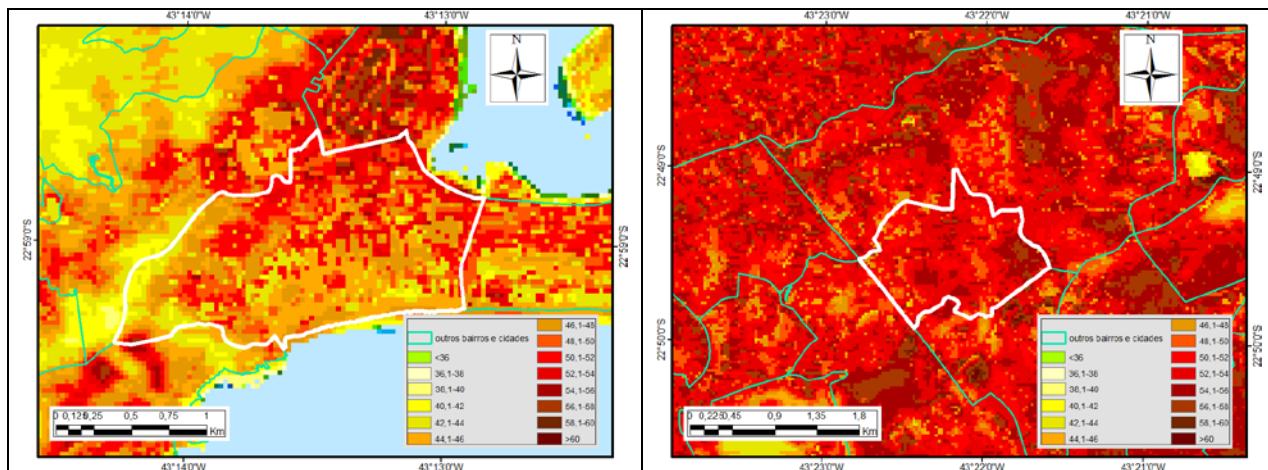 43°14'0"W 43°13'0"W
N
22°59'0"S 22°59'0"S
outros bairros e cidades
<36
36,1-38
38,1-40
40,1-42
42,1-44
44,1-46
46,1-48
48,1-50
50,1-52
52,1-54
54,1-56
56,1-58
58,1-60
>60
0 0,125 0,25 0,5 0,75 1
Km
43°14'0"W 43°13'0"W
43°23'0"W 43°22'0"W 43°21'0"W
N
22°49'0"S 22°49'0"S
22°50'0"S 22°50'0"S
outros bairros e cidades
<36
36,1-38
38,1-40
40,1-42
42,1-44
44,1-46
46,1-48
48,1-50
50,1-52
52,1-54
54,1-56
56,1-58
58,1-60
>60
0 0,225 0,45 0,9 1,35 1,8
Km
43°23'0"W 43°22'0"W 43°21'0"W